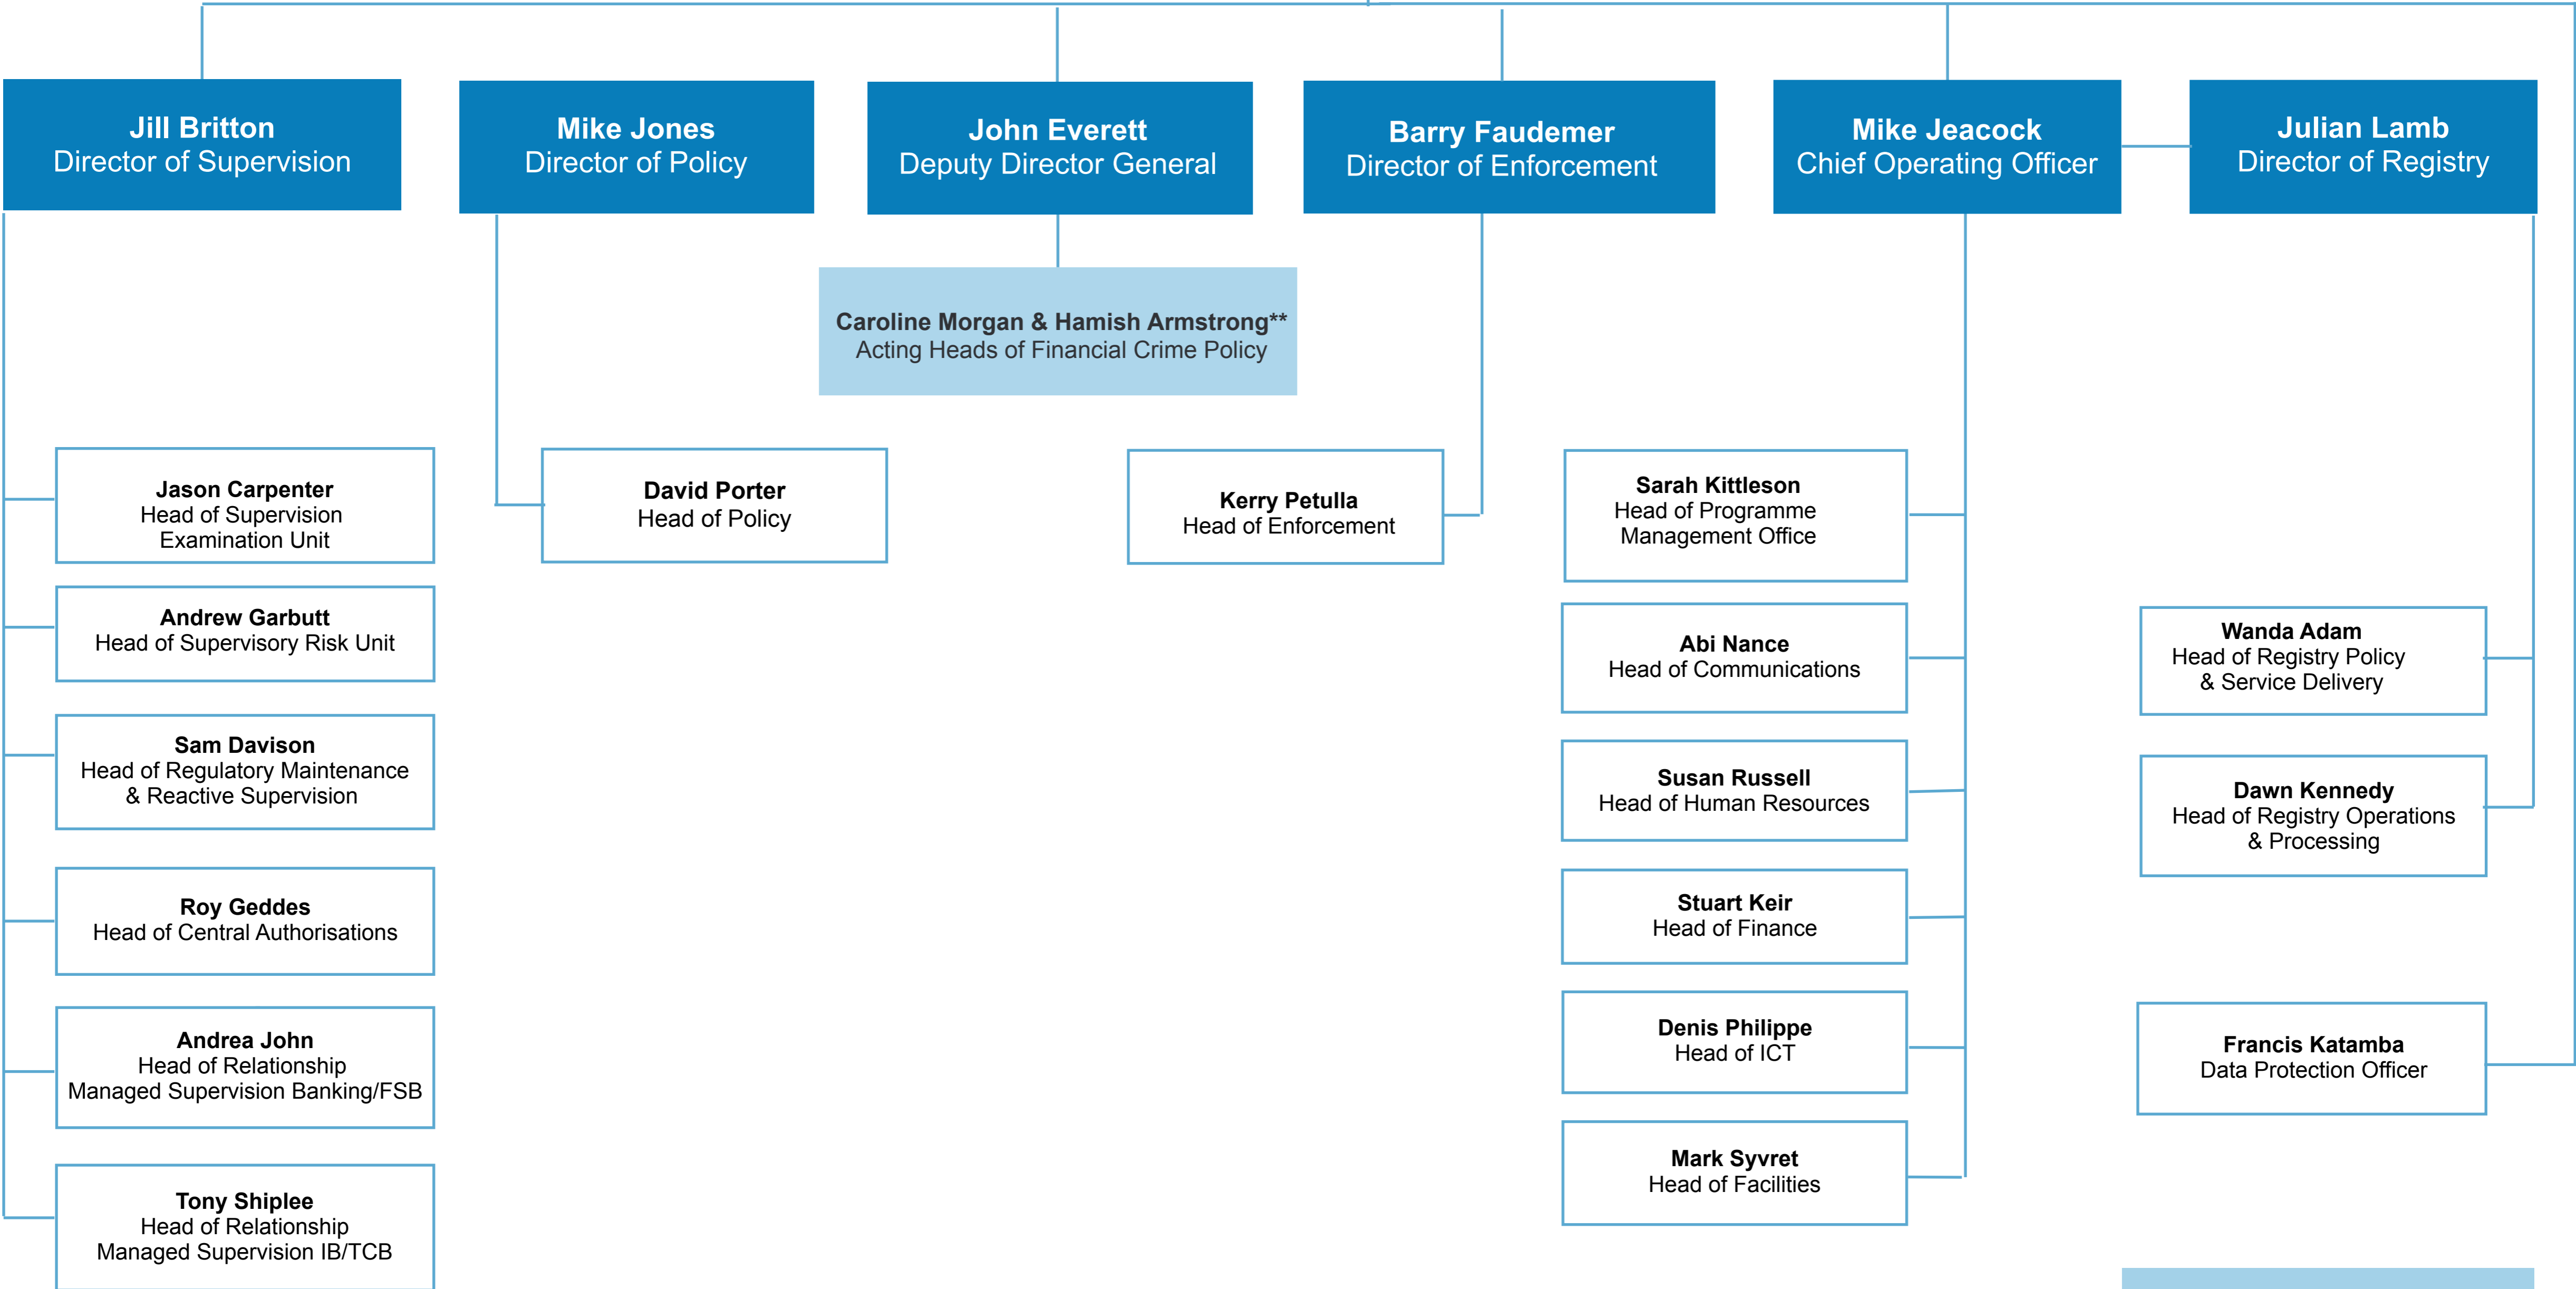 Jill Britton
Director of Supervision
Mike Jones
Director of Policy
John Everett
Deputy Director General
Barry Faudemer
Director of Enforcement
Mike Jeacock
Chief Operating Officer
Julian Lamb
Director of Registry
Caroline Morgan & Hamish Armstrong**
Acting Heads of Financial Crime Policy
Jason Carpenter
Head of Supervision
Examination Unit
Andrew Garbutt
Head of Supervisory Risk Unit
Sam Davison
Head of Regulatory Maintenance
& Reactive Supervision
Roy Geddes
Head of Central Authorisations
Andrea John
Head of Relationship
Managed Supervision Banking/FSB
Tony Shiplee
Head of Relationship
Managed Supervision IB/TCB
David Porter
Head of Policy
Kerry Petulla
Head of Enforcement
Sarah Kittleson
Head of Programme
Management Office
Abi Nance
Head of Communications
Susan Russell
Head of Human Resources
Stuart Keir
Head of Finance
Denis Philippe
Head of ICT
Mark Syvret
Head of Facilities
Wanda Adam
Head of Registry Policy
& Service Delivery
Dawn Kennedy
Head of Registry Operations
& Processing
Francis Katamba
Data Protection Officer